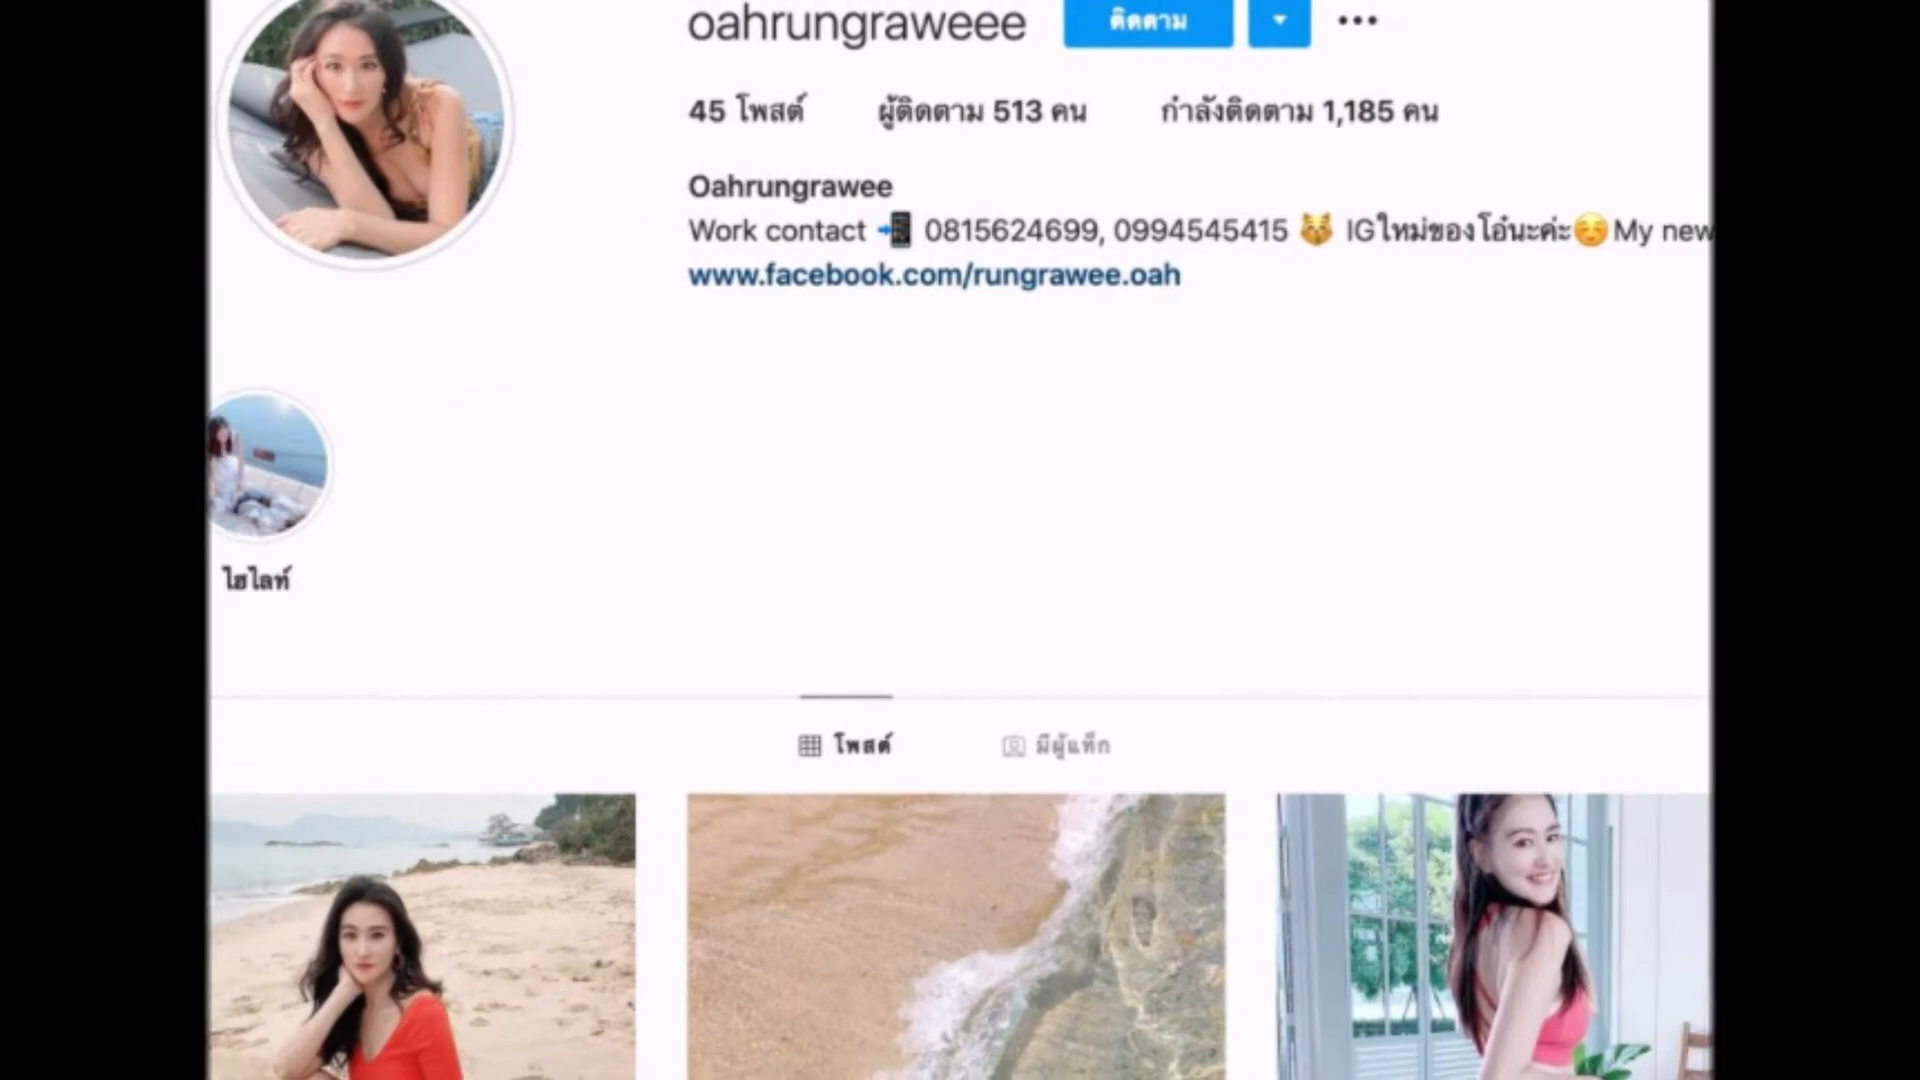 oahrungraweee ติดตาม
45 โพสต์ ผู้ติดตาม 513 คน กำลังติดตาม 1,185 คน
Oahrungrawee
Work contact 📲 0815624699, 0994545415 😽 IGใหม่ของโอ๋นะค่ะ☺️My new
www.facebook.com/rungrawee.oah
ไฮไลท์
โพสต์ มีผู้แท็ก